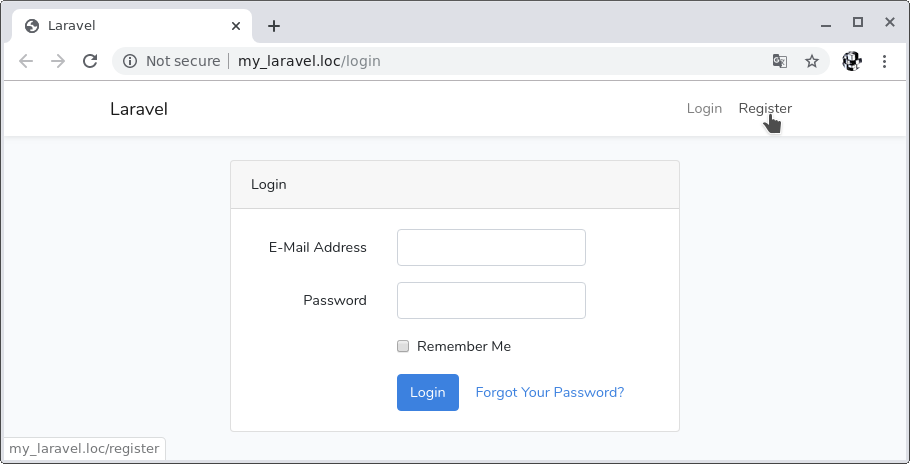 Laravel
Not secure my_laravel.loc/login
Laravel Login Register
Login
E-Mail Address
Password
Remember Me
Login Forgot Your Password?
my_laravel.loc/register